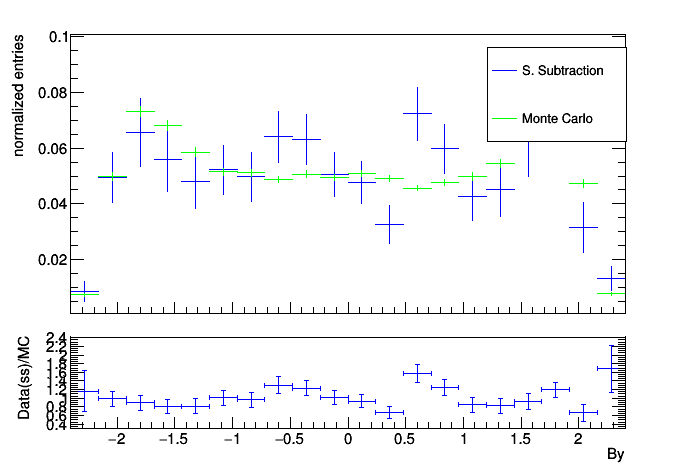 normalized entries
0.1
0.08
0.06
0.04
0.02
S. Subtraction
Monte Carlo
Data(ss)/MC
2.4
2.2
2
1.8
1.6
1.4
1.2
1
0.8
0.6
0.4
−2 −1.5 −1 −0.5 0 0.5 1 1.5 2
By